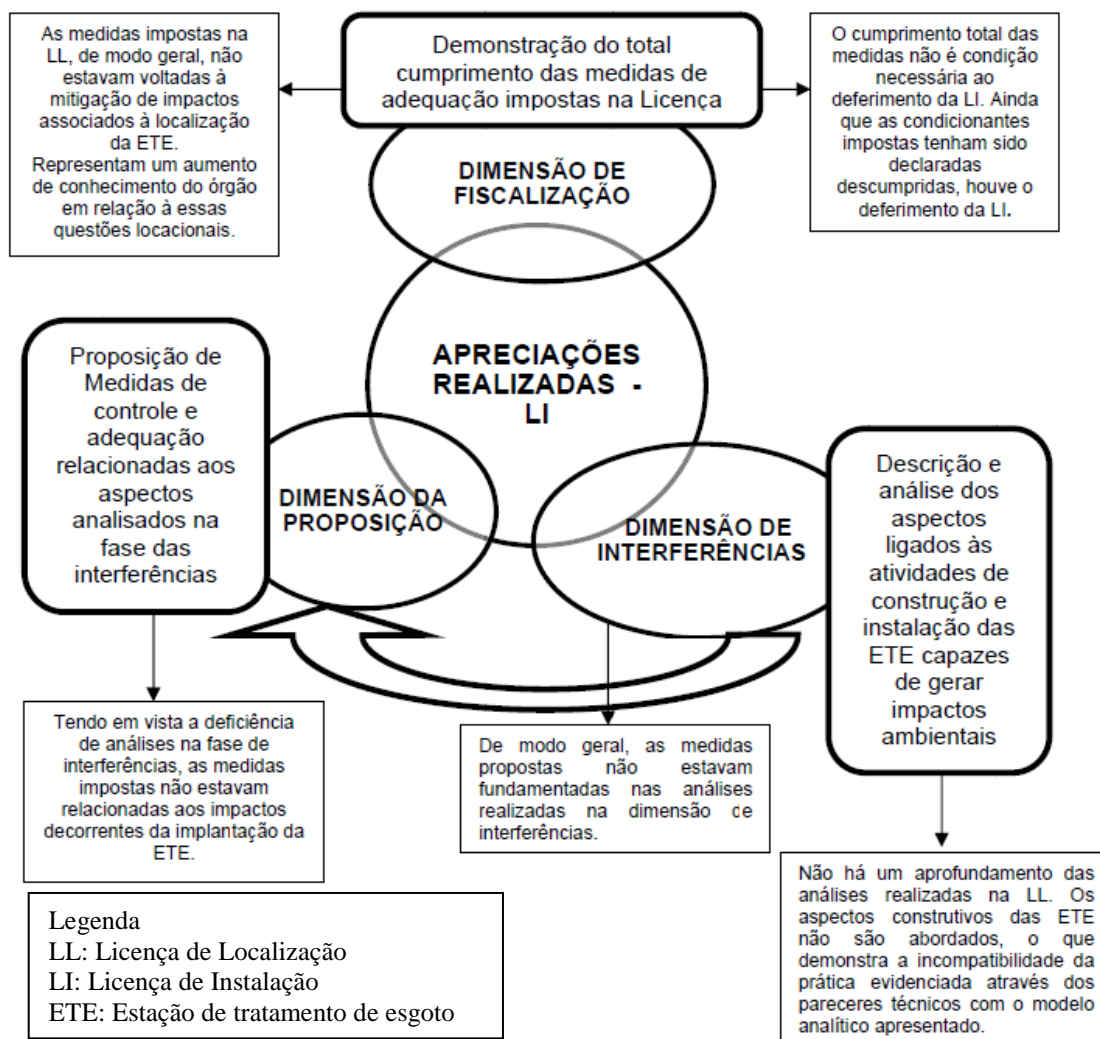 As medidas impostas na
LL, de modo geral, não
estavam voltadas à
mitigação de impactos
associados à localização
da ETE.
Representam um aumento
de conhecimento do órgão
em relação à essas
questões locacionais.
Demonstração do total
cumprimento das medidas de
adequação impostas na Licença
O cumprimento total das
medidas não é condição
necessária ao
deferimento da LI. Ainda
que as condicionantes
impostas tenham sido
declaradas
descumpridas, houve o
deferimento da LI.
DIMENSÃO DE
FISCALIZAÇÃO
APRECIAÇÕES
REALIZADAS -
LI
Proposição de
Medidas de
controle e
adequação
relacionadas aos
aspectos
analisados na
fase das
interferências
DIMENSÃO DA
PROPOSIÇÃO
DIMENSÃO DE
INTERFERÊNCIAS
Descrição e
análise dos
aspectos
ligados às
atividades de
construção e
instalação das
ETE capazes
de gerar
impactos
ambientais
Tendo em vista a deficiência
de análises na fase de
interferências, as medidas
impostas não estavam
relacionadas aos impactos
decorrentes da implantação da
ETE.
De modo geral, as medidas
propostas não estavam
fundamentadas nas análises
realizadas na dimensão de
interferências.
Não há um aprofundamento das
análises realizadas na LL. Os
aspectos construtivos das ETE
não são abordados, o que
demonstra a incompatibilidade da
prática evidenciada através dos
pareceres técnicos com o modelo
analítico apresentado.
Legenda
LL: Licença de Localização
LI: Licença de Instalação
ETE: Estação de tratamento de esgoto